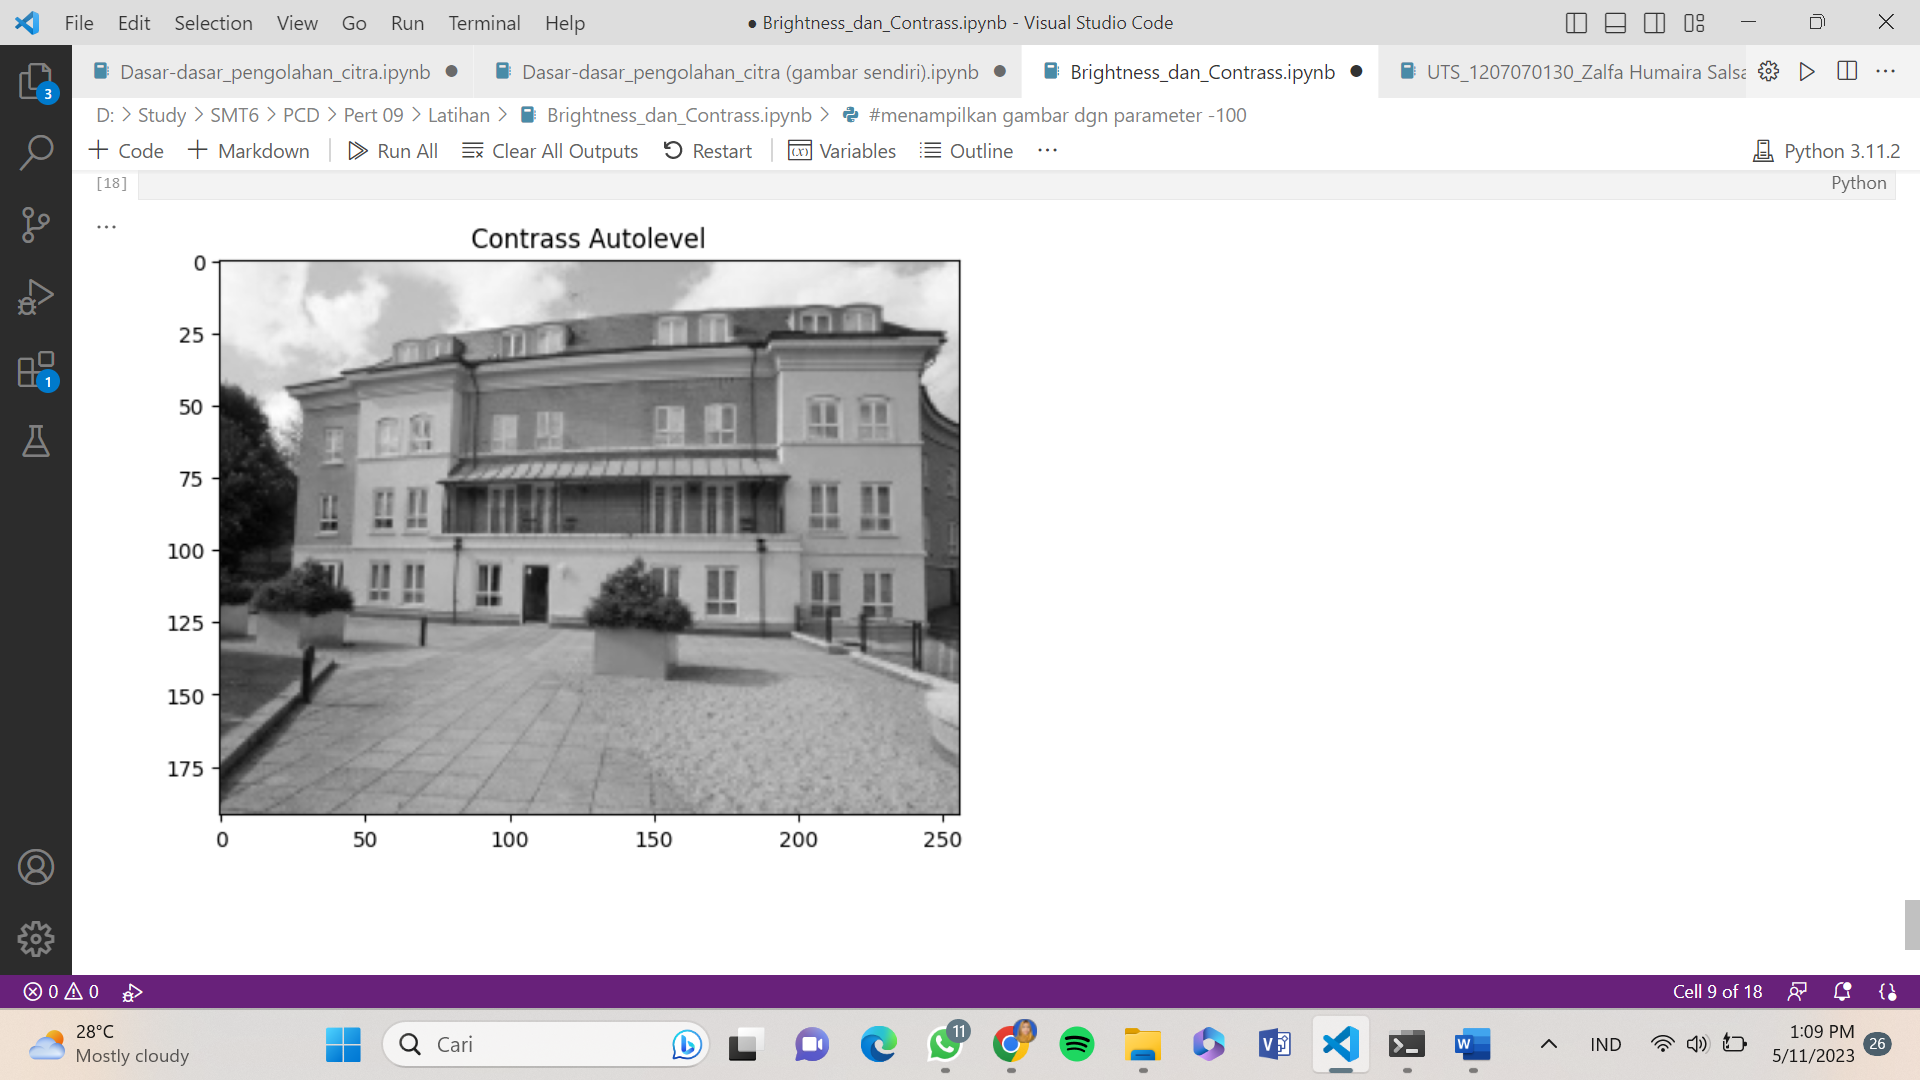 File Edit Selection View Go Run Terminal Help
● Brightness_dan_Contrass.ipynb - Visual Studio Code
Dasar-dasar_pengolahan_citra.ipynb ●
Dasar-dasar_pengolahan_citra (gambar sendiri).ipynb ●
Brightness_dan_Contrass.ipynb ●
UTS_1207070130_Zalfa Humaira Salsa
3
D: > Study > SMT6 > PCD > Pert 09 > Latihan > Brightness_dan_Contrass.ipynb > #menampilkan gambar dgn parameter -100
+ Code + Markdown Run All Clear All Outputs Restart (x) Variables Outline ...
Python 3.11.2
[18]
Python
...
Contrass Autolevel
0
25
50
75
100
125
150
175
0 50 100 150 200 250
1
0 0
Cell 9 of 18
28°C
Mostly cloudy
Cari
11
IND
1:09 PM
5/11/2023
26